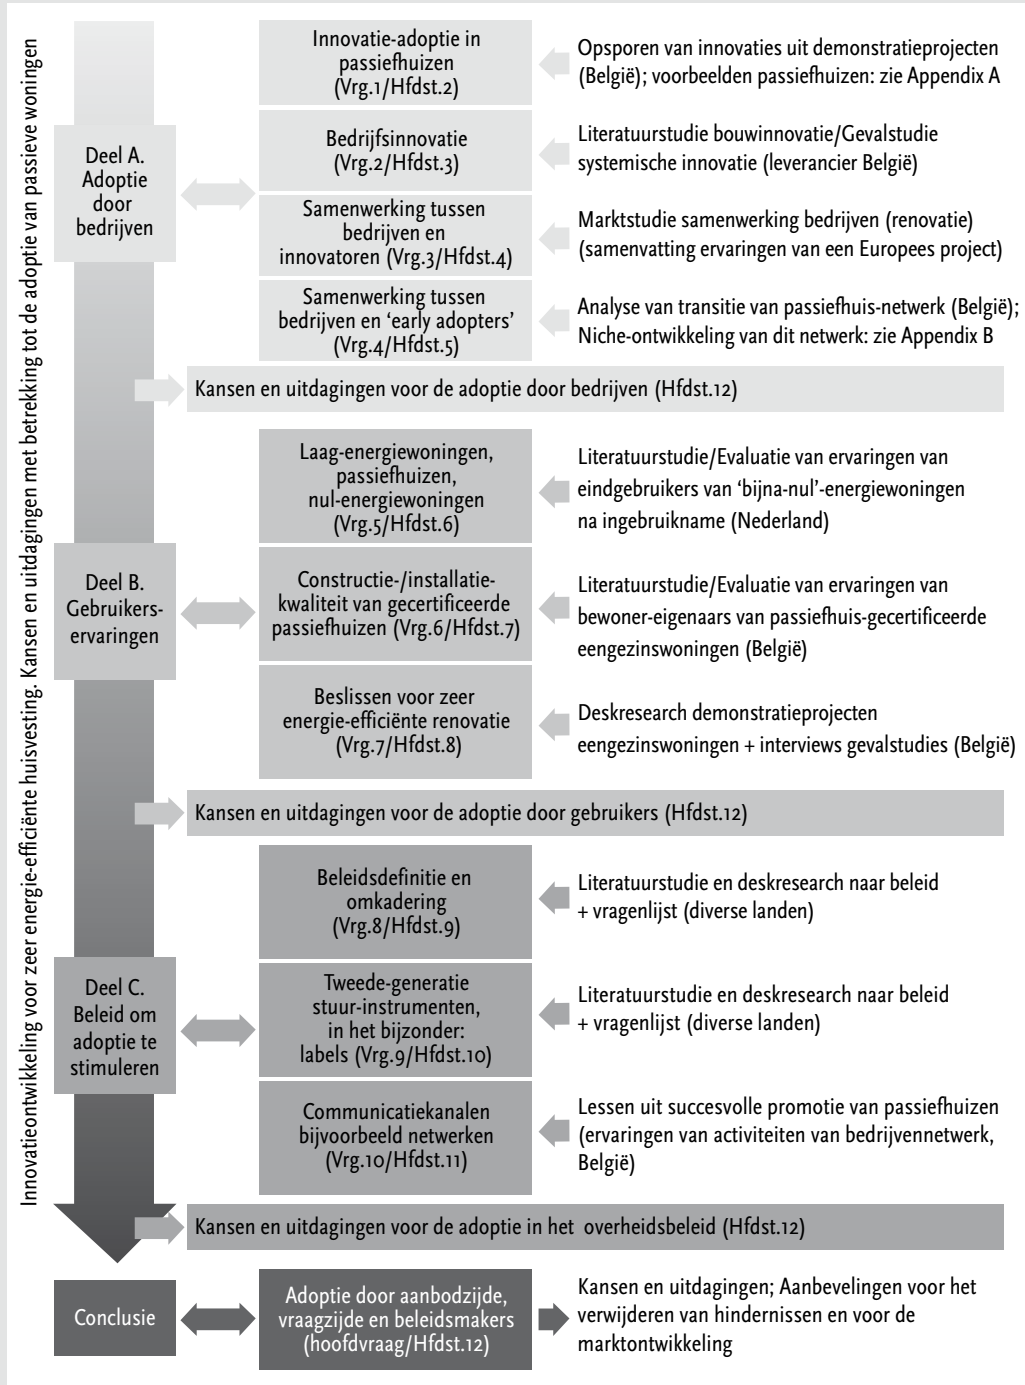 Innovatieontwikkeling voor zeer energie-efficiënte huisvesting. Kansen en uitdagingen met betrekking tot de adoptie van passieve woningen
Deel A.
Adoptie
door
bedrijven
Innovatie-adoptie in
passiefhuizen
(Vrg.1/Hfdst.2)
Opsporen van innovaties uit demonstratieprojecten
(België); voorbeelden passiefhuizen: zie Appendix A
Bedrijfsinnovatie
(Vrg.2/Hfdst.3)
Literatuurstudie bouwinnovatie/Gevalstudie
systemische innovatie (leverancier België)
Samenwerking tussen
bedrijven en
innovatoren (Vrg.3/Hfdst.4)
Marktstudie samenwerking bedrijven (renovatie)
(samenvatting ervaringen van een Europees project)
Samenwerking tussen
bedrijven en ‘early adopters’
(Vrg.4/Hfdst.5)
Analyse van transitie van passiefhuis-netwerk (België);
Niche-ontwikkeling van dit netwerk: zie Appendix B
Kansen en uitdagingen voor de adoptie door bedrijven (Hfdst.12)
Deel B.
Gebruikers-
ervaringen
Laag-energiewoningen,
passiefhuizen,
nul-energiewoningen
(Vrg.5/Hfdst.6)
Literatuurstudie/Evaluatie van ervaringen van
eindgebruikers van ‘bijna-nul’-energiewoningen
na ingebruikname (Nederland)
Constructie-/installatie-
kwaliteit van gecertificeerde
passiefhuizen (Vrg.6/Hfdst.7)
Literatuurstudie/Evaluatie van ervaringen van
bewoner-eigenaars van passiefhuis-gecertificeerde
eengezinswoningen (België)
Beslissen voor zeer
energie-efficiënte renovatie
(Vrg.7/Hfdst.8)
Deskresearch demonstratieprojecten
eengezinswoningen + interviews gevalstudies (België)
Kansen en uitdagingen voor de adoptie door gebruikers (Hfdst.12)
Deel C.
Beleid om
adoptie te
stimuleren
Beleidsdefinitie en
omkadering
(Vrg.8/Hfdst.9)
Literatuurstudie en deskresearch naar beleid
+ vragenlijst (diverse landen)
Tweede-generatie
stuur-instrumenten,
in het bijzonder:
labels (Vrg.9/Hfdst.10)
Literatuurstudie en deskresearch naar beleid
+ vragenlijst (diverse landen)
Communicatiekanalen
bijvoorbeeld netwerken
(Vrg.10/Hfdst.11)
Lessen uit succesvolle promotie van passiefhuizen
(ervaringen van activiteiten van bedrijvennetwerk,
België)
Kansen en uitdagingen voor de adoptie in het overheidsbeleid (Hfdst.12)
Conclusie
Adoptie door aanbodzijde,
vraagzijde en beleidsmakers
(hoofdvraag/Hfdst.12)
Kansen en uitdagingen; Aanbevelingen voor het
verwijderen van hindernissen en voor de
marktontwikkeling